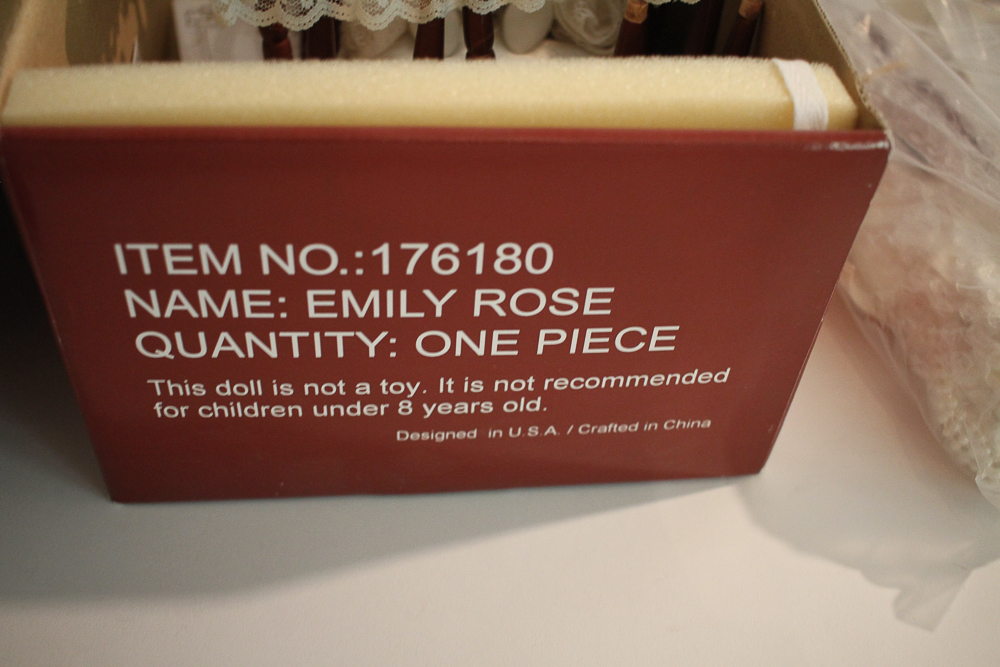 ITEM NO.:176180
NAME: EMILY ROSE
QUANTITY: ONE PIECE
This doll is not a toy. It is not recommended
for children under 8 years old.
Designed in U.S.A. / Crafted in China